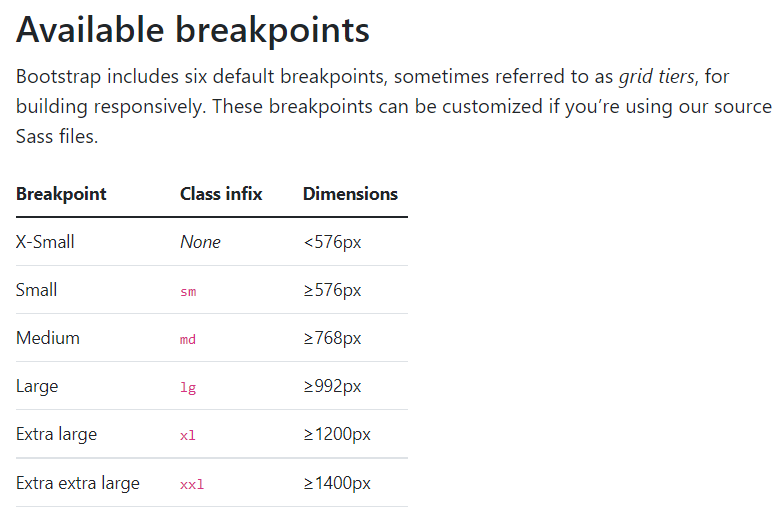 Available breakpoints
Bootstrap includes six default breakpoints, sometimes referred to as grid tiers, for
building responsively. These breakpoints can be customized if you’re using our source
Sass files.
Breakpoint Class infix Dimensions
X-Small None <576px
Small sm ≥576px
Medium md ≥768px
Large lg ≥992px
Extra large xl ≥1200px
Extra extra large xxl ≥1400px